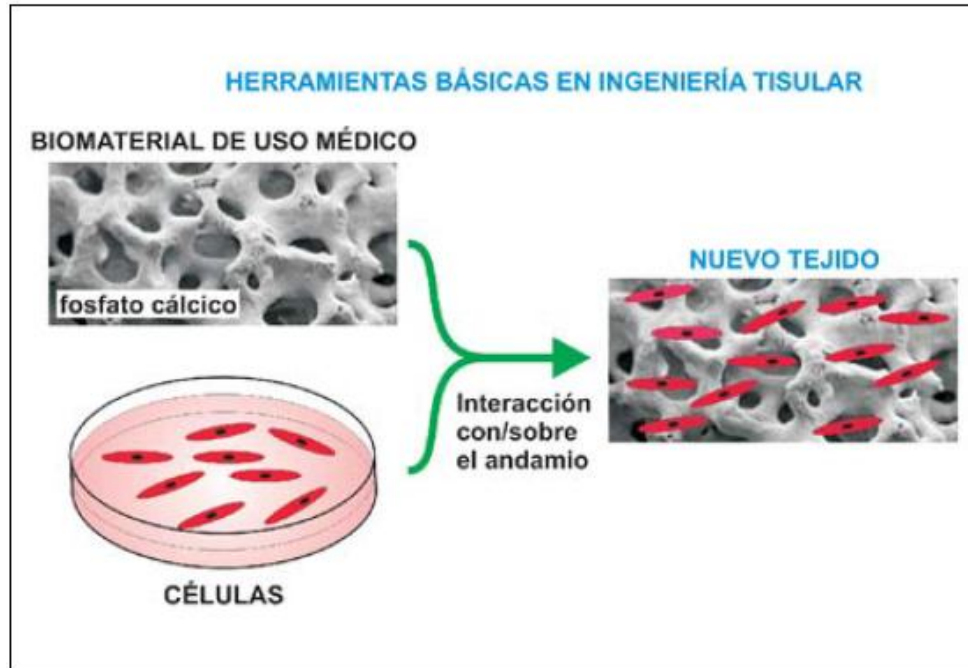 HERRAMIENTAS BÁSICAS EN INGENIERÍA TISULAR
BIOMATERIAL DE USO MÉDICO
fosfato cálcico
CÉLULAS
Interacción
con/sobre
el andamio
NUEVO TEJIDO